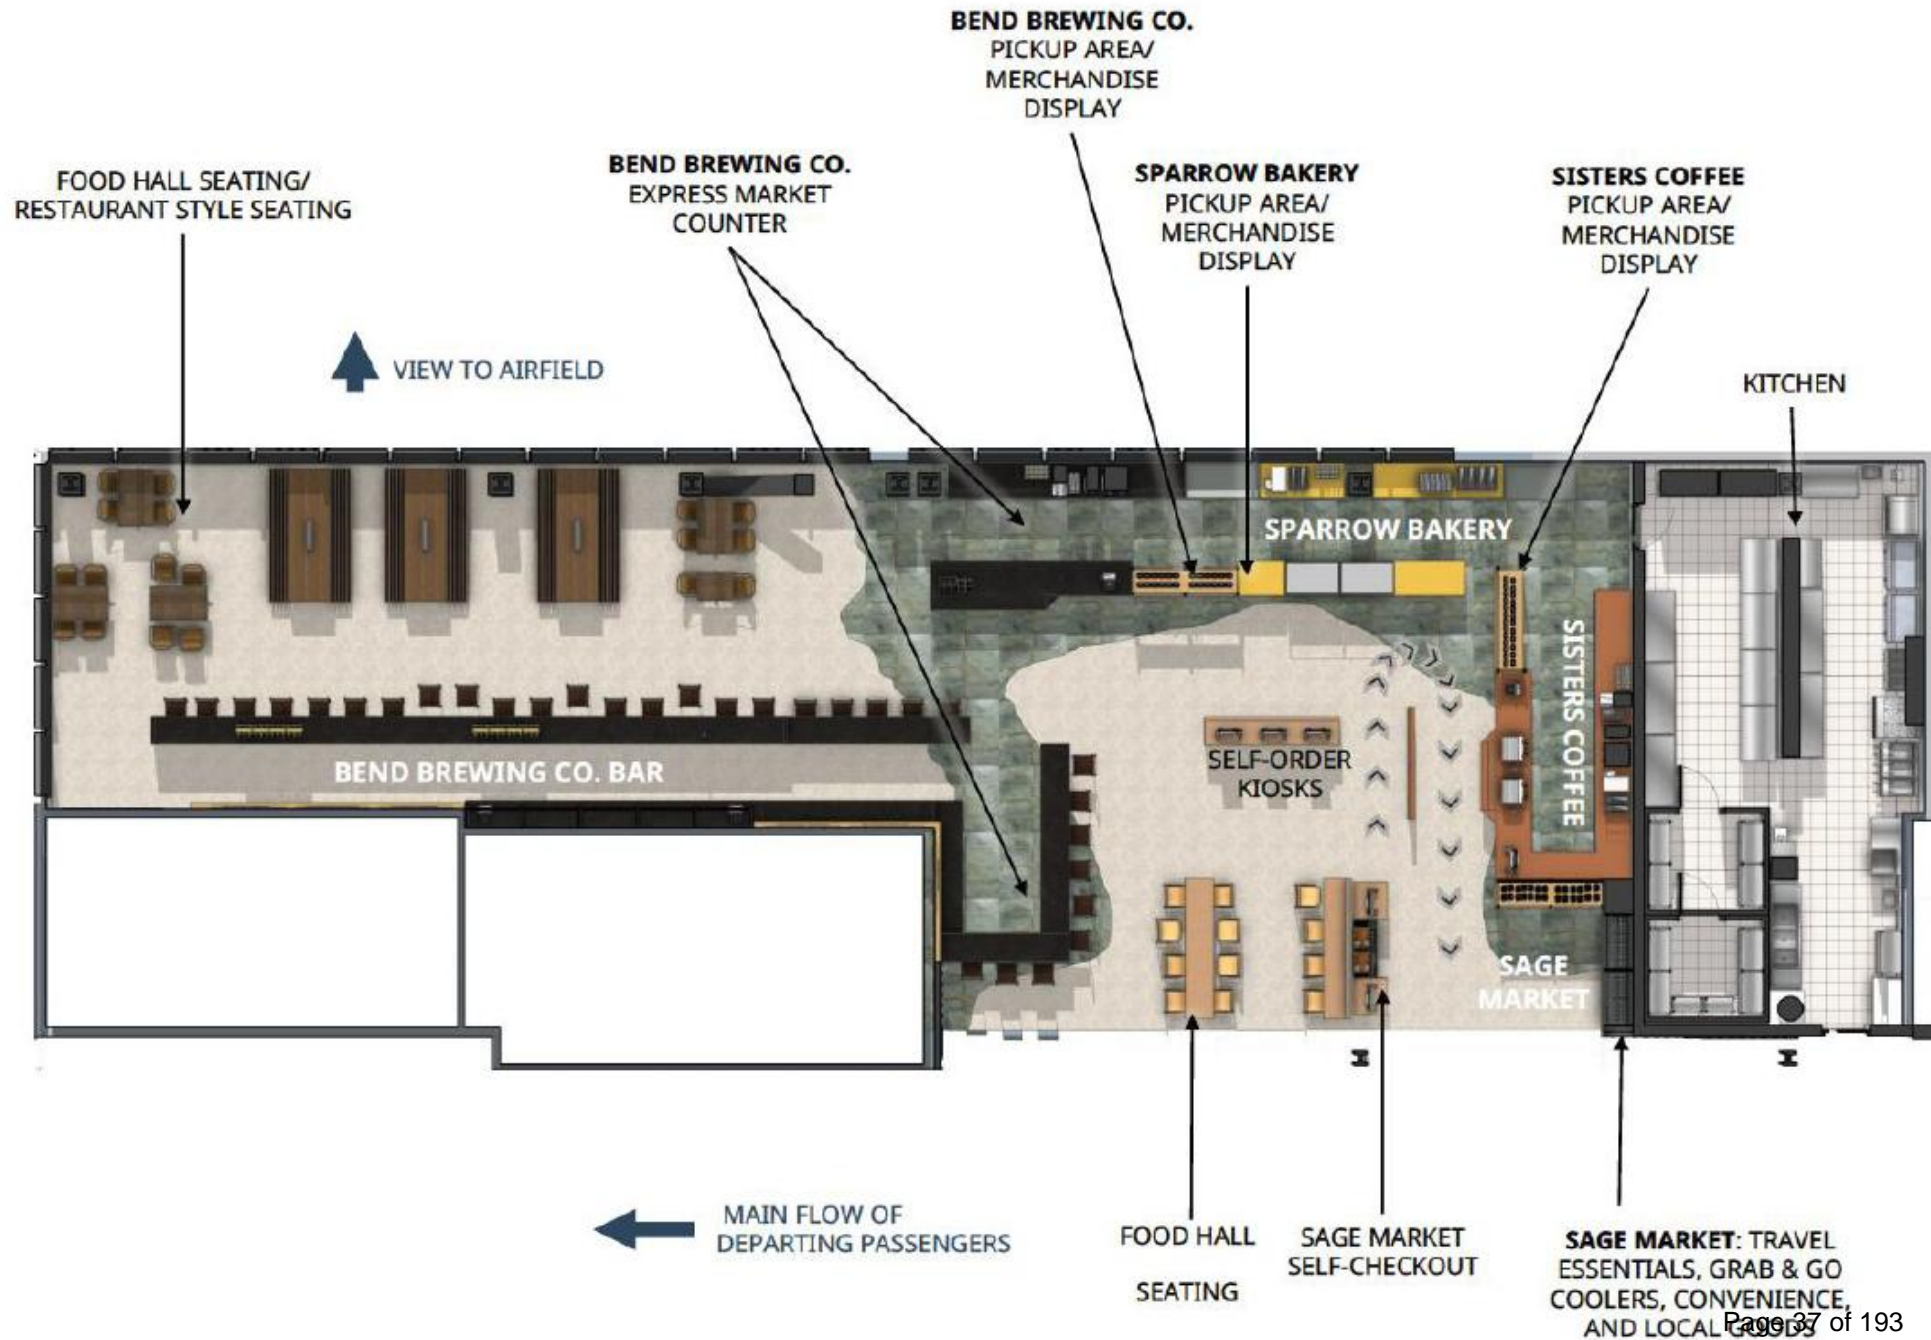 BEND BREWING CO.
PICKUP AREA/
MERCHANDISE
DISPLAY
FOOD HALL SEATING/
RESTAURANT STYLE SEATING
BEND BREWING CO.
EXPRESS MARKET
COUNTER
SPARROW BAKERY
PICKUP AREA/
MERCHANDISE
DISPLAY
SISTERS COFFEE
PICKUP AREA/
MERCHANDISE
DISPLAY
VIEW TO AIRFIELD
KITCHEN
SPARROW BAKERY
SISTERS COFFEE
SELF-ORDER
KIOSKS
BEND BREWING CO. BAR
SAGE
MARKET
MAIN FLOW OF
DEPARTING PASSENGERS
FOOD HALL
SEATING
SAGE MARKET
SELF-CHECKOUT
SAGE MARKET: TRAVEL
ESSENTIALS, GRAB & GO
COOLERS, CONVENIENCE,
AND LOCAL GOODS
Page 37 of 193